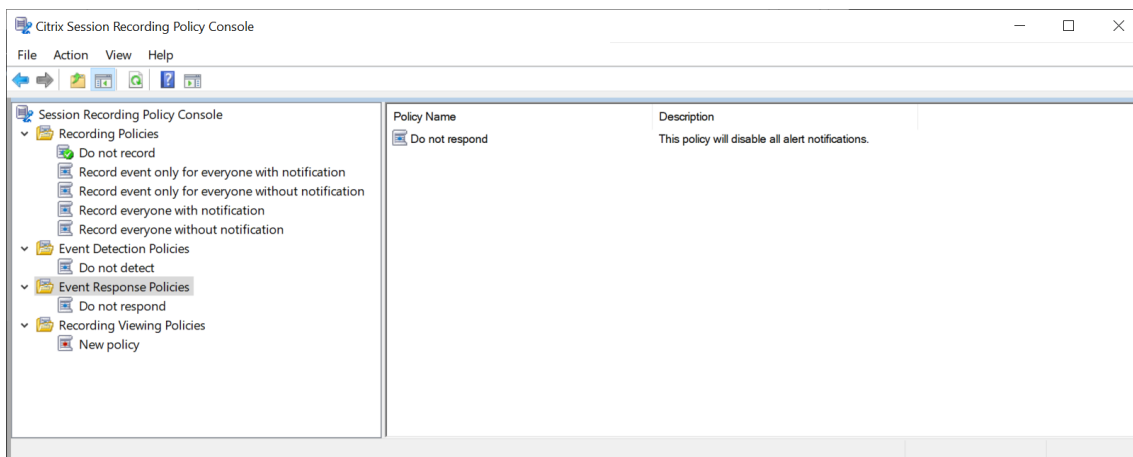 Citrix Session Recording Policy Console
File Action View Help
Session Recording Policy Console
Recording Policies
Do not record
Record event only for everyone with notification
Record event only for everyone without notification
Record everyone with notification
Record everyone without notification
Event Detection Policies
Do not detect
Event Response Policies
Do not respond
Recording Viewing Policies
New policy
Policy Name Description
Do not respond This policy will disable all alert notifications.